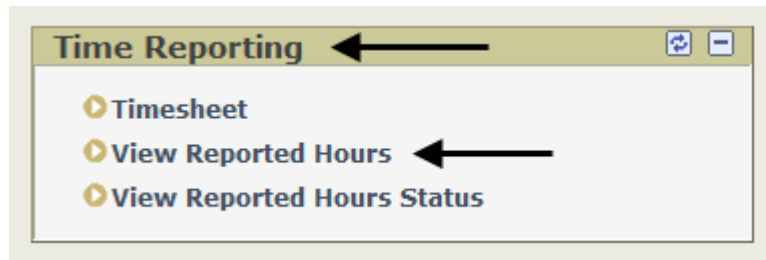 Time Reporting
Timesheet
View Reported Hours
View Reported Hours Status